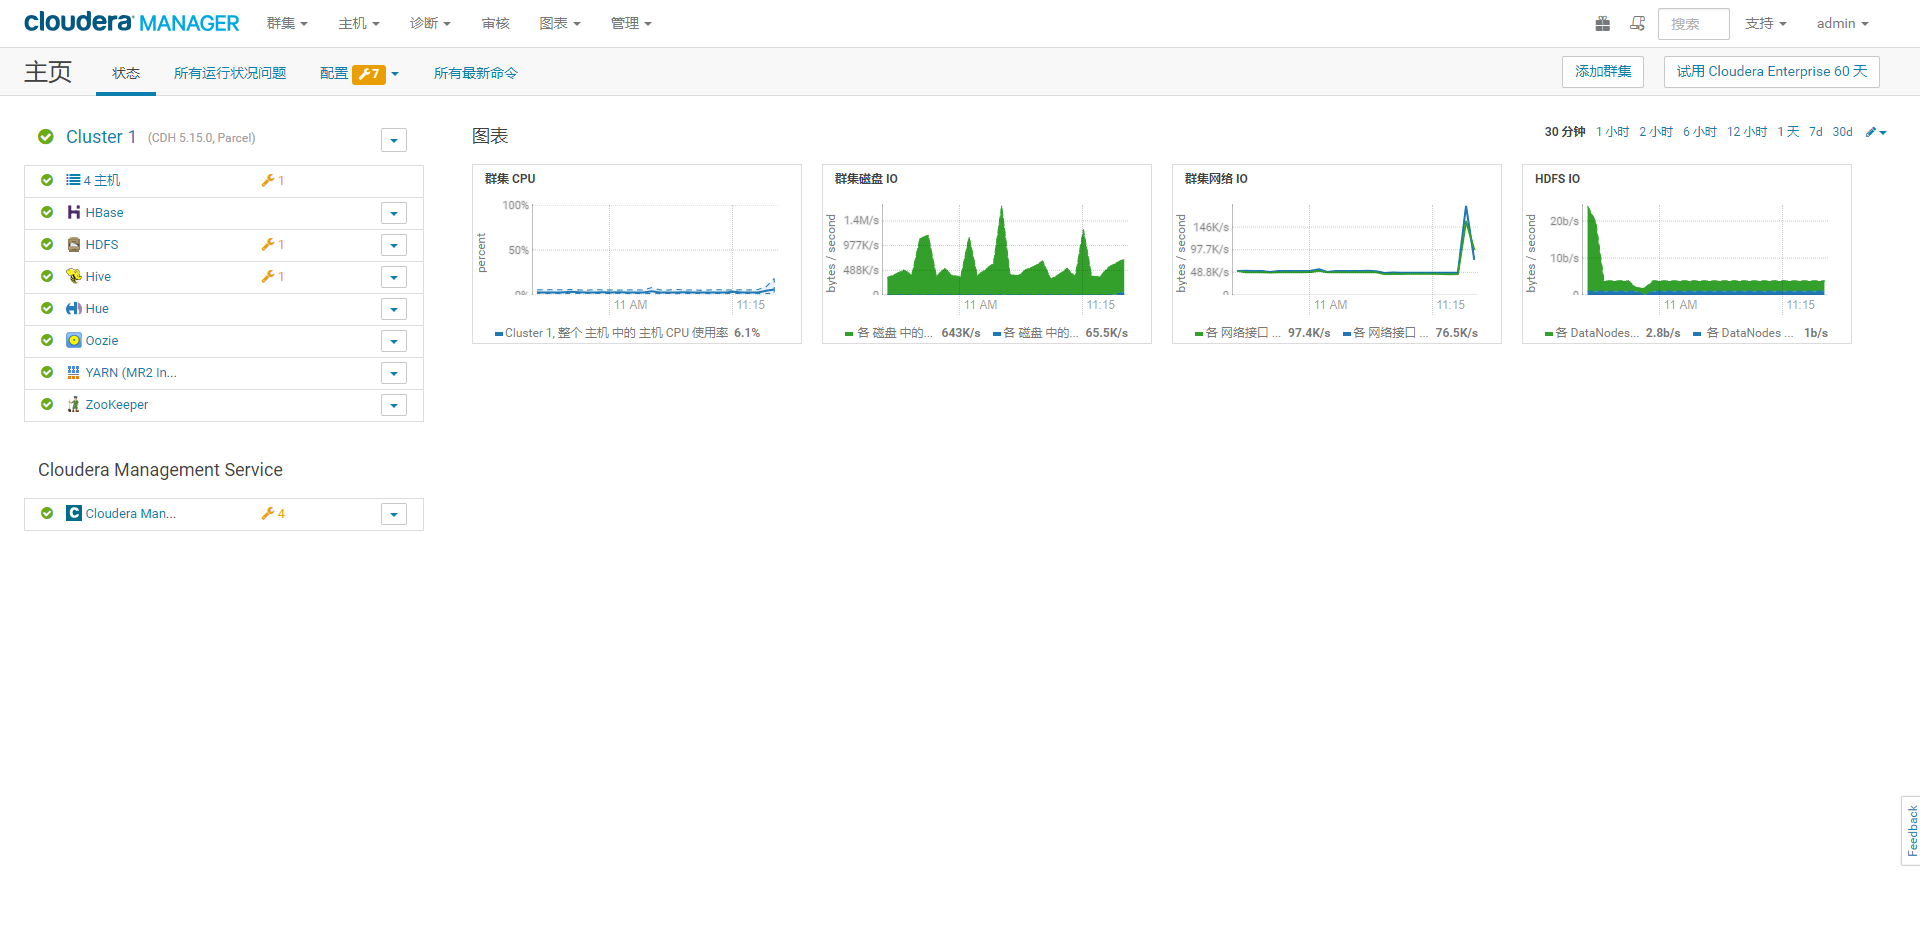 cloudera MANAGER 群集 主机 诊断 审核 图表 管理 搜索 支持 admin
主页 状态 所有运行状况问题 配置 7 所有最新命令 添加群集 试用 Cloudera Enterprise 60 天
Cluster 1 (CDH 5.15.0, Parcel)
4 主机 1
HBase
HDFS 1
Hive 1
Hue
Oozie
YARN (MR2 In...
ZooKeeper
Cloudera Management Service
Cloudera Man... 4
图表
30 分钟 1 小时 2 小时 6 小时 12 小时 1 天 7d 30d
群集 CPU
percent
100%
50%
0%
11 AM 11:15
Cluster 1, 整个 主机 中的 主机 CPU 使用率 6.1%
群集磁盘 IO
bytes / second
1.4M/s
977K/s
488K/s
0
11 AM 11:15
各 磁盘 中的... 643K/s 各 磁盘 中的... 65.5K/s
群集网络 IO
bytes / second
146K/s
97.7K/s
48.8K/s
0
11 AM 11:15
各 网络接口 ... 97.4K/s 各 网络接口 ... 76.5K/s
HDFS IO
bytes / second
20b/s
10b/s
0
11 AM 11:15
各 DataNodes... 2.8b/s 各 DataNodes ... 1b/s
Feedback